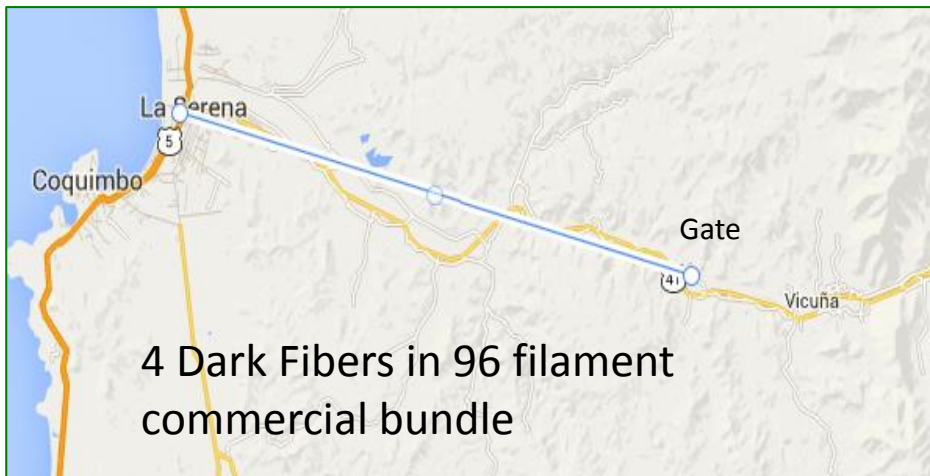 La Serena
5
Coquimbo
Gate
41
Vicuña
4 Dark Fibers in 96 filament
commercial bundle